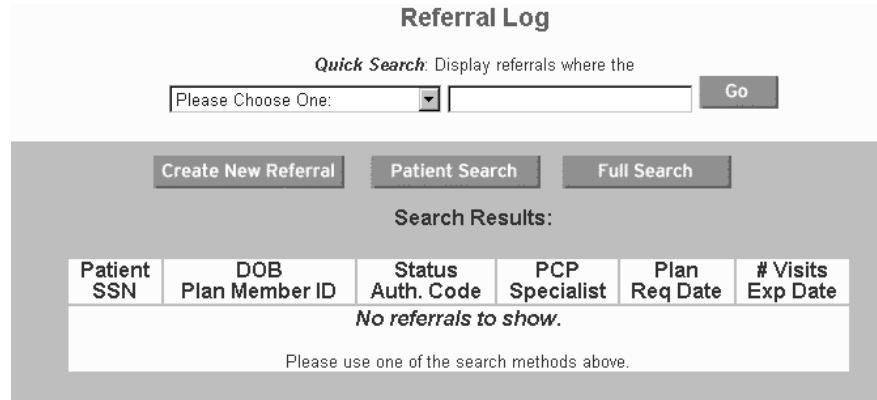 Referral Log
Quick Search: Display referrals where the
Please Choose One:
Go
Create New Referral Patient Search Full Search
Search Results:
Patient DOB Status PCP Plan # Visits
SSN Plan Member ID Auth. Code Specialist Req Date Exp Date
No referrals to show.
Please use one of the search methods above.